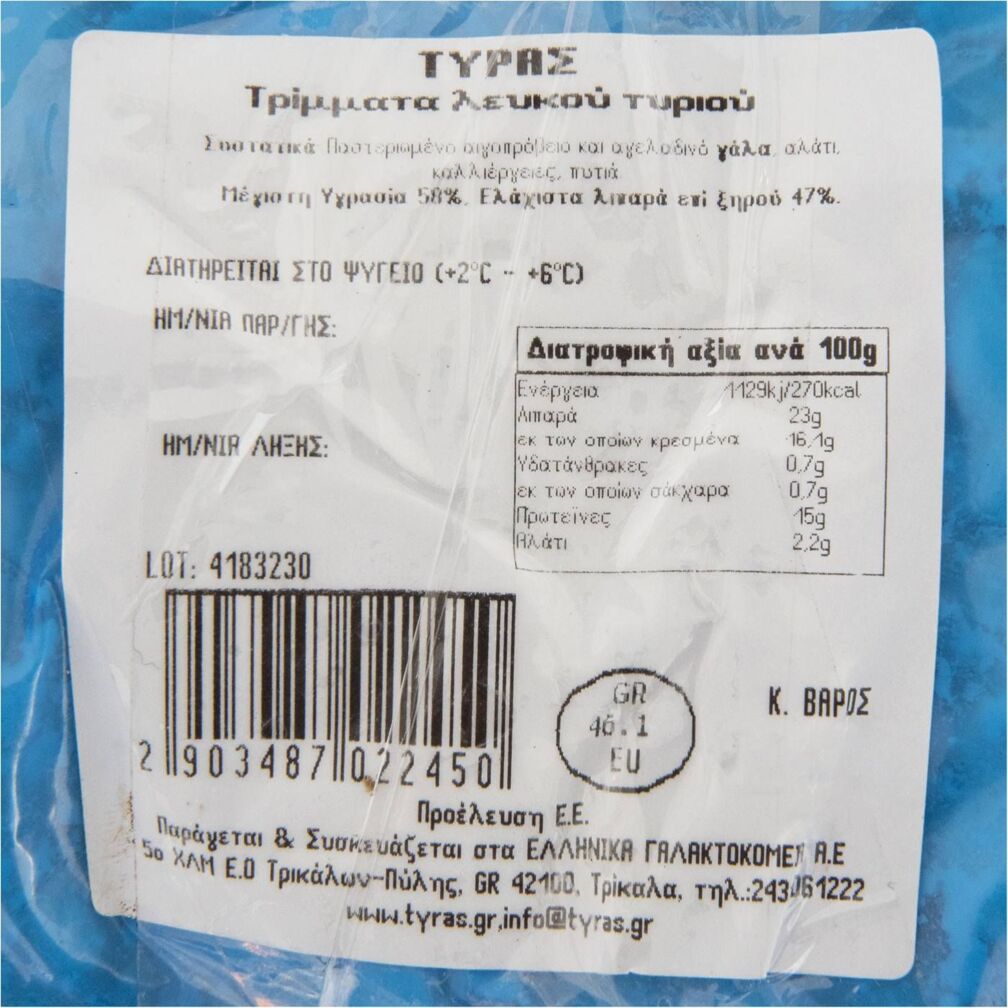 ΤΥΡΑΣ
Τρίμματα λευκού τυριού
Συστατικά Παστεριωμένο αιγοπρόβειο και αγελαδινό γάλα, αλάτι,
καλλιέργειες, πυτιά
Μέγιστη Υγρασία 58%, Ελάχιστα λιπαρά επί ξηρού 47%.
ΔΙΑΤΗΡΕΙΤΑΙ ΣΤΟ ΨΥΓΕΙΟ (+2°C - +6°C)
ΗΜ/ΝΙΑ ΠΑΡ/ΓΗΣ:
Διατροφική αξία ανά 100g
Ενέργεια 1129kj/270kcal
Λιπαρά 23g
εκ των οποίων κρεσμένα 16,1g
Υδατάνθρακες 0,7g
εκ των οποίων σάκχαρα 0,7g
Πρωτεϊνες 15g
Αλάτι 2,2g
ΗΜ/ΝΙΑ ΛΗΞΗΣ:
LOT: 4183230
2 903487 022450
GR
46.1
EU
Κ. ΒΑΡΟΣ
Προέλευση Ε.Ε.
Παράγεται & Συσκευάζεται στα ΕΛΛΗΝΙΚΑ ΓΑΛΑΚΤΟΚΟΜΕΙ Α.Ε
5ο ΧΛΜ Ε.Ο Τρικάλων-Πύλης, GR 42100, Τρίκαλα, τηλ.:2431061222
www.tyras.gr,info@tyras.gr